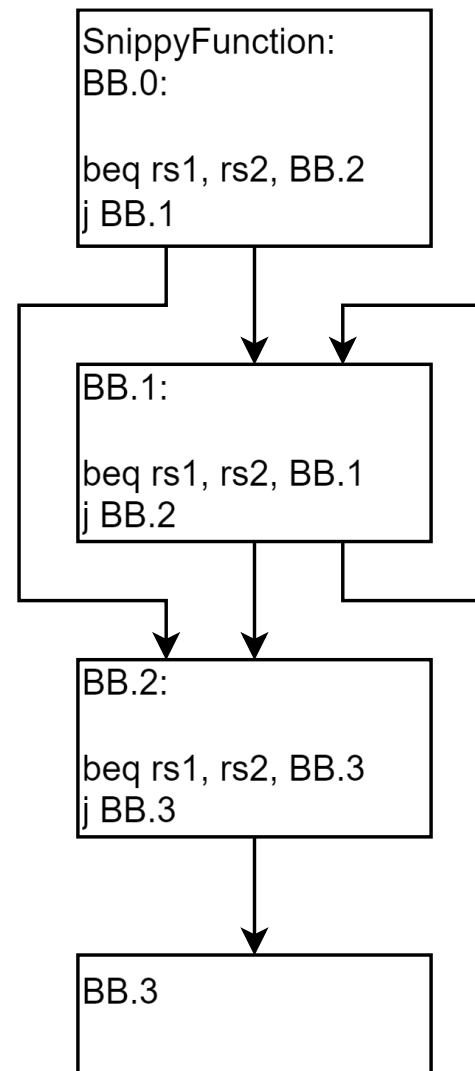 SnippyFunction:
BB.0:
beq rs1, rs2, BB.2
j BB.1
BB.1:
beq rs1, rs2, BB.1
j BB.2
BB.2:
beq rs1, rs2, BB.3
j BB.3
BB.3